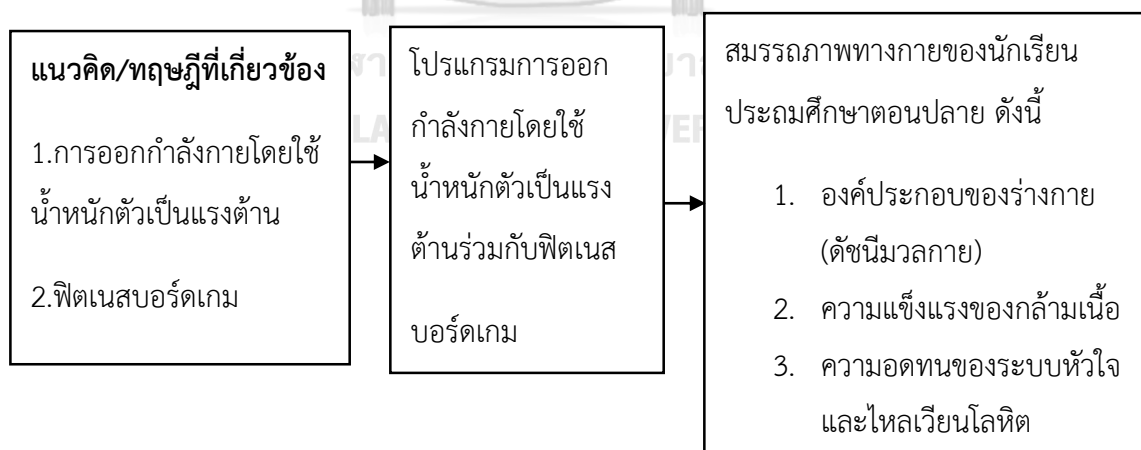 แนวคิด/ทฤษฎีที่เกี่ยวข้อง
1.การออกกำลังกายโดยใช้
น้ำหนักตัวเป็นแรงต้าน
2.ฟิตเนสบอร์ดเกม
โปรแกรมการออก
กำลังกายโดยใช้
น้ำหนักตัวเป็นแรง
ต้านร่วมกับฟิตเนส
บอร์ดเกม
สมรรถภาพทางกายของนักเรียน
ประถมศึกษาตอนปลาย ดังนี้
1. องค์ประกอบของร่างกาย
(ดัชนีมวลกาย)
2. ความแข็งแรงของกล้ามเนื้อ
3. ความอดทนของระบบหัวใจ
และไหลเวียนโลหิต